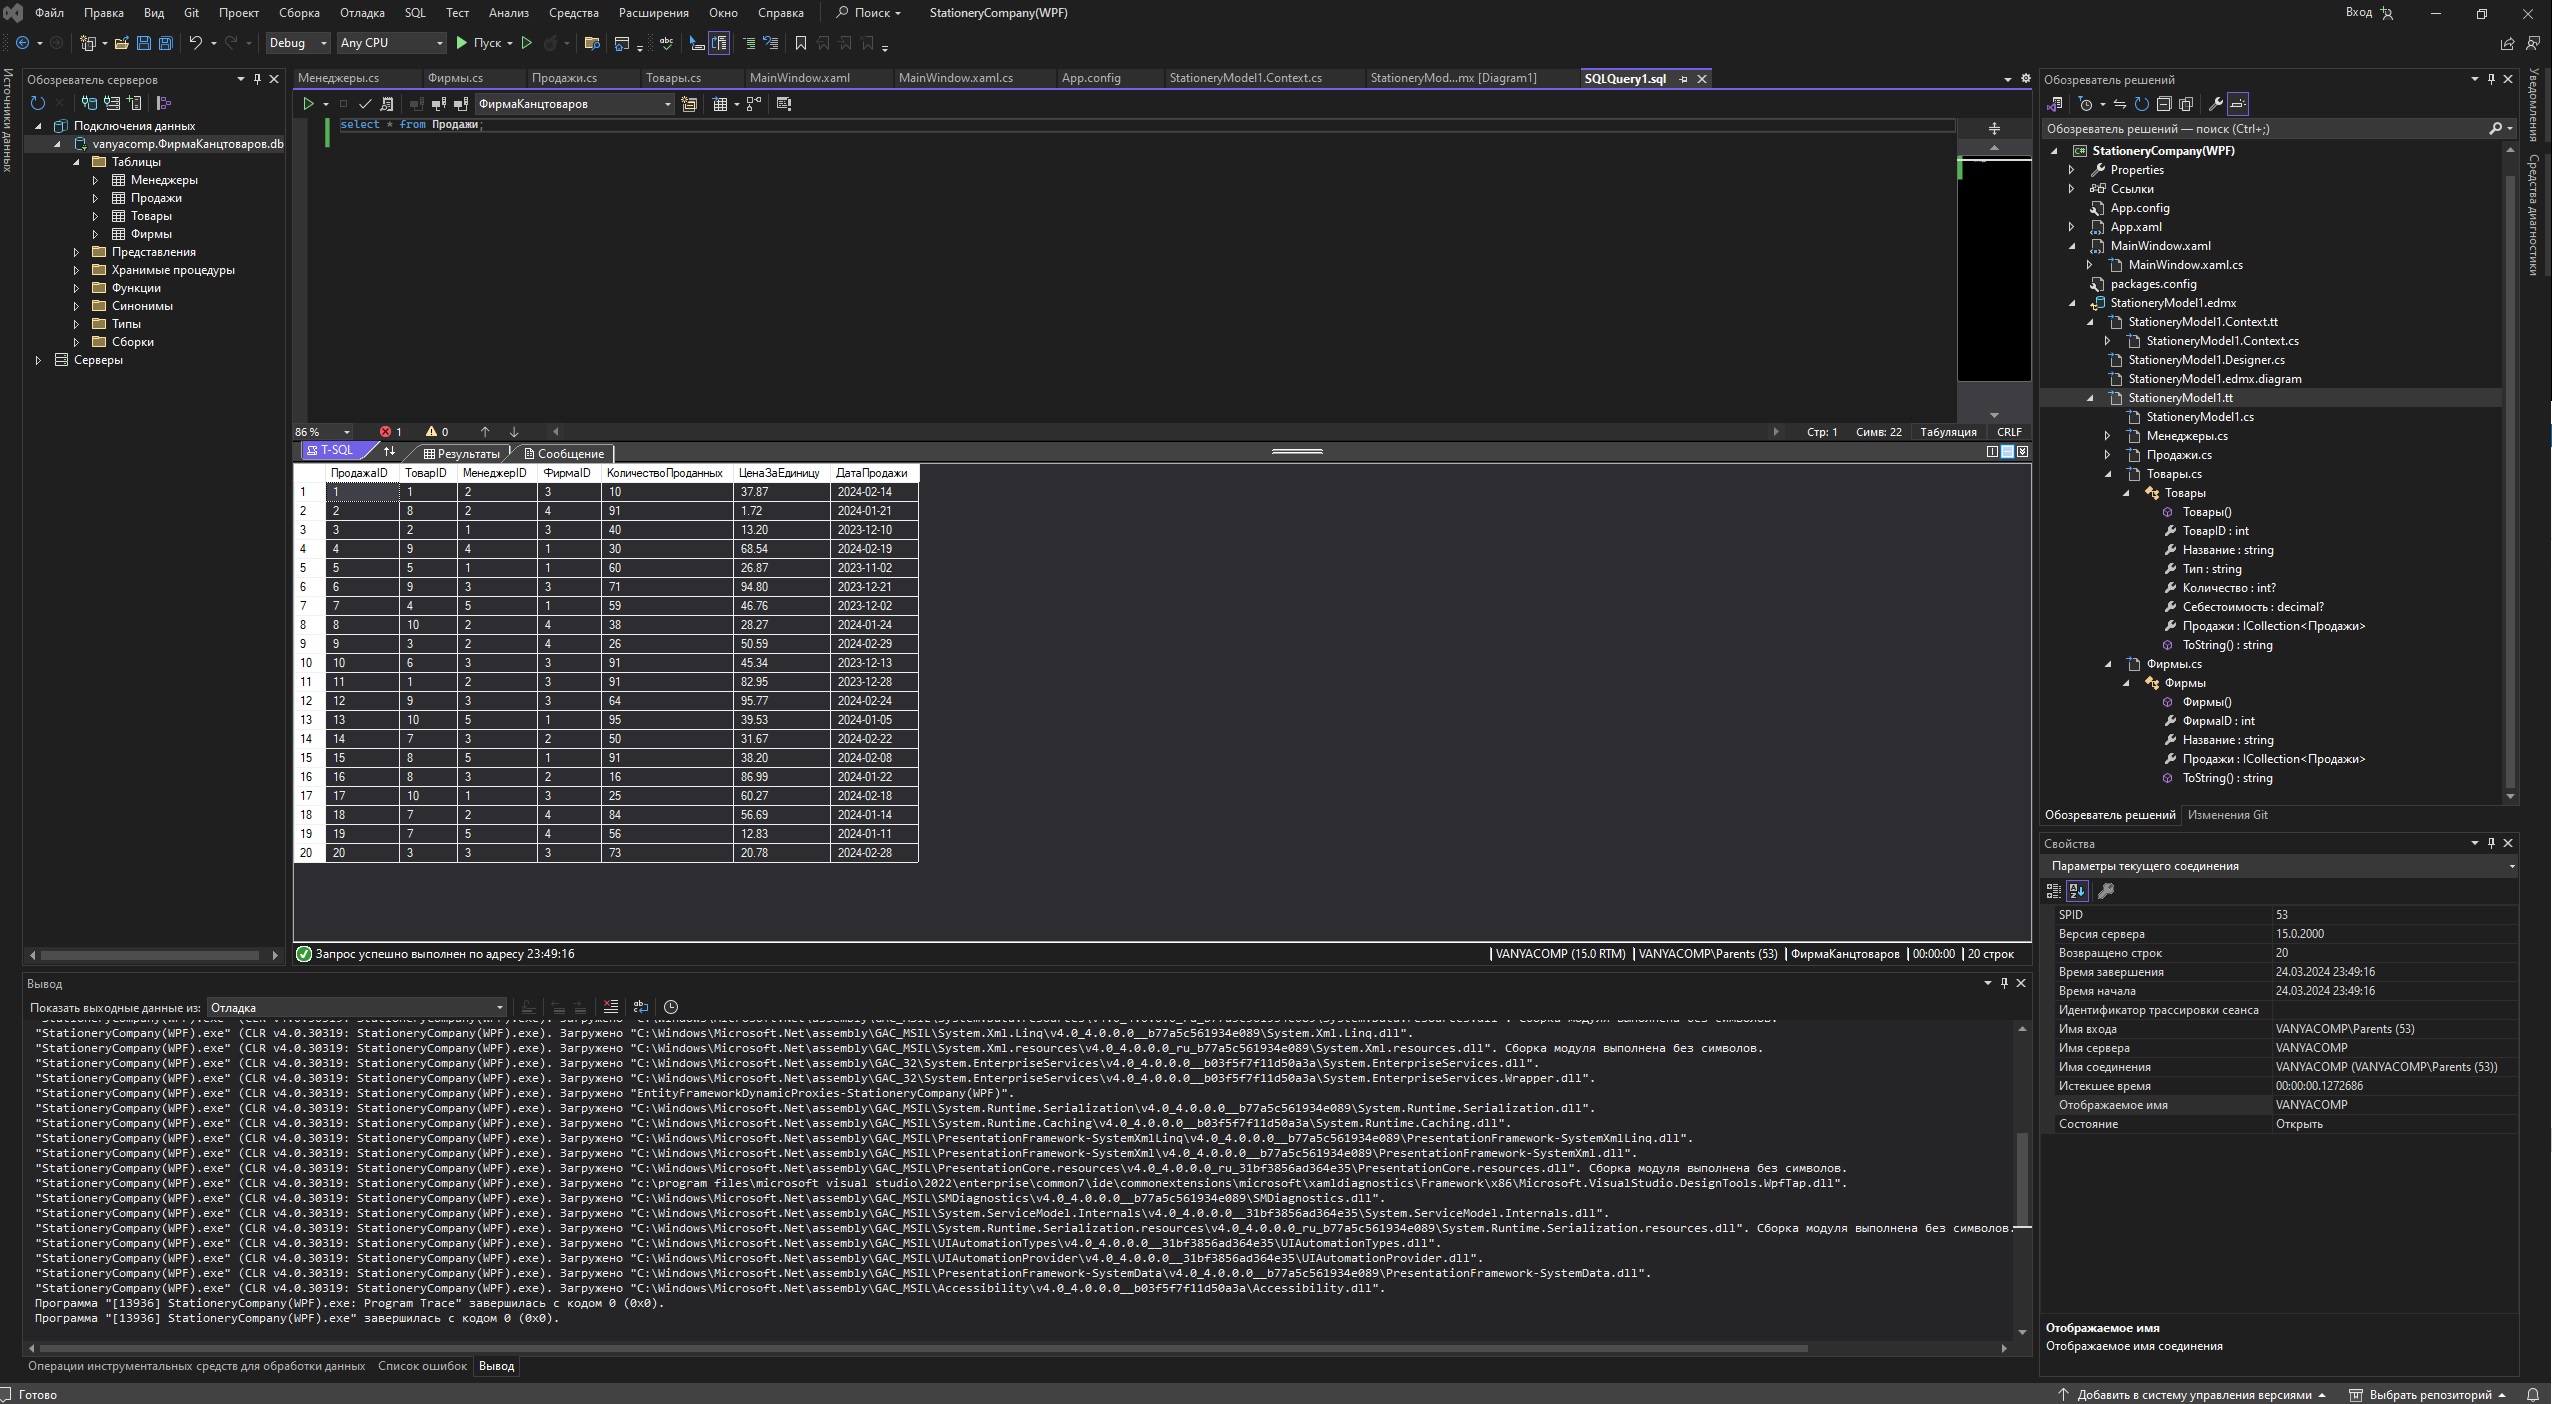 Файл Правка Вид Git Проект Сборка Отладка SQL Тест Анализ Средства Расширения Окно Справка Поиск StationeryCompany(WPF) Вход
Debug Any CPU Пуск
Источники данных
Обозреватель серверов
Подключения данных
vanyacomp.ФирмаКанцтоваров.db
Таблицы
Менеджеры
Продажи
Товары
Фирмы
Представления
Хранимые процедуры
Функции
Синонимы
Типы
Сборки
Серверы
Менеджеры.cs Фирмы.cs Продажи.cs Товары.cs MainWindow.xaml MainWindow.xaml.cs App.config StationeryModel1.Context.cs StationeryMod...mx [Diagram1] SQLQuery1.sql
ФирмаКанцтоваров
select * from Продажи;
86 % 1 0 Стр: 1 Симв: 22 Табуляция CRLF
T-SQL Результаты Сообщение
ПродажаID ТоварID МенеджерID ФирмаID КоличествоПроданных ЦенаЗаЕдиницу ДатаПродажи
1 1 1 2 3 10 37.87 2024-02-14
2 2 8 2 4 91 1.72 2024-01-21
3 3 2 1 3 40 13.20 2023-12-10
4 4 9 4 1 30 68.54 2024-02-19
5 5 5 1 1 60 26.87 2023-11-02
6 6 9 3 3 71 94.80 2023-12-21
7 7 4 5 1 59 46.76 2023-12-02
8 8 10 2 4 38 28.27 2024-01-24
9 9 3 2 4 26 50.59 2024-02-29
10 10 6 3 3 91 45.34 2023-12-13
11 11 1 2 3 91 82.95 2023-12-28
12 12 9 3 3 64 95.77 2024-02-24
13 13 10 5 1 95 39.53 2024-01-05
14 14 7 3 2 50 31.67 2024-02-22
15 15 8 5 1 91 38.20 2024-02-08
16 16 8 3 2 16 86.99 2024-01-22
17 17 10 1 3 25 60.27 2024-02-18
18 18 7 2 4 84 56.69 2024-01-14
19 19 7 5 4 56 12.83 2024-01-11
20 20 3 3 3 73 20.78 2024-02-28
Запрос успешно выполнен по адресу 23:49:16 VANYACOMP (15.0 RTM) VANYACOMP\Parents (53) ФирмаКанцтоваров 00:00:00 20 строк
Вывод
Показать выходные данные из: Отладка
"StationeryCompany(WPF).exe" (CLR v4.0.30319: StationeryCompany(WPF).exe). Загружено "C:\Windows\Microsoft.Net\assembly\GAC_MSIL\System.Xml.Linq\v4.0_4.0.0.0__b77a5c561934e089\System.Xml.Linq.dll".
"StationeryCompany(WPF).exe" (CLR v4.0.30319: StationeryCompany(WPF).exe). Загружено "C:\Windows\Microsoft.Net\assembly\GAC_MSIL\System.Xml.resources\v4.0_4.0.0.0_ru_b77a5c561934e089\System.Xml.resources.dll". Сборка модуля выполнена без символов.
"StationeryCompany(WPF).exe" (CLR v4.0.30319: StationeryCompany(WPF).exe). Загружено "C:\Windows\Microsoft.Net\assembly\GAC_32\System.EnterpriseServices\v4.0_4.0.0.0__b03f5f7f11d50a3a\System.EnterpriseServices.dll".
"StationeryCompany(WPF).exe" (CLR v4.0.30319: StationeryCompany(WPF).exe). Загружено "C:\Windows\Microsoft.Net\assembly\GAC_32\System.EnterpriseServices\v4.0_4.0.0.0__b03f5f7f11d50a3a\System.EnterpriseServices.Wrapper.dll".
"StationeryCompany(WPF).exe" (CLR v4.0.30319: StationeryCompany(WPF).exe). Загружено "EntityFrameworkDynamicProxies-StationeryCompany(WPF)".
"StationeryCompany(WPF).exe" (CLR v4.0.30319: StationeryCompany(WPF).exe). Загружено "C:\Windows\Microsoft.Net\assembly\GAC_MSIL\System.Runtime.Serialization\v4.0_4.0.0.0__b77a5c561934e089\System.Runtime.Serialization.dll".
"StationeryCompany(WPF).exe" (CLR v4.0.30319: StationeryCompany(WPF).exe). Загружено "C:\Windows\Microsoft.Net\assembly\GAC_MSIL\System.Runtime.Caching\v4.0_4.0.0.0__b03f5f7f11d50a3a\System.Runtime.Caching.dll".
"StationeryCompany(WPF).exe" (CLR v4.0.30319: StationeryCompany(WPF).exe). Загружено "C:\Windows\Microsoft.Net\assembly\GAC_MSIL\PresentationFramework-SystemXmlLinq\v4.0_4.0.0.0__b77a5c561934e089\PresentationFramework-SystemXmlLinq.dll".
"StationeryCompany(WPF).exe" (CLR v4.0.30319: StationeryCompany(WPF).exe). Загружено "C:\Windows\Microsoft.Net\assembly\GAC_MSIL\PresentationFramework-SystemXml\v4.0_4.0.0.0__b77a5c561934e089\PresentationFramework-SystemXml.dll".
"StationeryCompany(WPF).exe" (CLR v4.0.30319: StationeryCompany(WPF).exe). Загружено "C:\Windows\Microsoft.Net\assembly\GAC_MSIL\PresentationCore.resources\v4.0_4.0.0.0_ru_31bf3856ad364e35\PresentationCore.resources.dll". Сборка модуля выполнена без символов.
"StationeryCompany(WPF).exe" (CLR v4.0.30319: StationeryCompany(WPF).exe). Загружено "c:\program files\microsoft visual studio\2022\enterprise\common7\ide\commonextensions\microsoft\xamldiagnostics\Framework\x86\Microsoft.VisualStudio.DesignTools.WpfTap.dll".
"StationeryCompany(WPF).exe" (CLR v4.0.30319: StationeryCompany(WPF).exe). Загружено "C:\Windows\Microsoft.Net\assembly\GAC_MSIL\SMDiagnostics\v4.0_4.0.0.0__b77a5c561934e089\SMDiagnostics.dll".
"StationeryCompany(WPF).exe" (CLR v4.0.30319: StationeryCompany(WPF).exe). Загружено "C:\Windows\Microsoft.Net\assembly\GAC_MSIL\System.ServiceModel.Internals\v4.0_4.0.0.0__31bf3856ad364e35\System.ServiceModel.Internals.dll".
"StationeryCompany(WPF).exe" (CLR v4.0.30319: StationeryCompany(WPF).exe). Загружено "C:\Windows\Microsoft.Net\assembly\GAC_MSIL\System.Runtime.Serialization.resources\v4.0_4.0.0.0_ru_b77a5c561934e089\System.Runtime.Serialization.resources.dll". Сборка модуля выполнена без символов.
"StationeryCompany(WPF).exe" (CLR v4.0.30319: StationeryCompany(WPF).exe). Загружено "C:\Windows\Microsoft.Net\assembly\GAC_MSIL\UIAutomationTypes\v4.0_4.0.0.0__31bf3856ad364e35\UIAutomationTypes.dll".
"StationeryCompany(WPF).exe" (CLR v4.0.30319: StationeryCompany(WPF).exe). Загружено "C:\Windows\Microsoft.Net\assembly\GAC_MSIL\UIAutomationProvider\v4.0_4.0.0.0__31bf3856ad364e35\UIAutomationProvider.dll".
"StationeryCompany(WPF).exe" (CLR v4.0.30319: StationeryCompany(WPF).exe). Загружено "C:\Windows\Microsoft.Net\assembly\GAC_MSIL\PresentationFramework-SystemData\v4.0_4.0.0.0__b77a5c561934e089\PresentationFramework-SystemData.dll".
"StationeryCompany(WPF).exe" (CLR v4.0.30319: StationeryCompany(WPF).exe). Загружено "C:\Windows\Microsoft.Net\assembly\GAC_MSIL\Accessibility\v4.0_4.0.0.0__b03f5f7f11d50a3a\Accessibility.dll".
Программа "[13936] StationeryCompany(WPF).exe: Program Trace" завершилась с кодом 0 (0x0).
Программа "[13936] StationeryCompany(WPF).exe" завершилась с кодом 0 (0x0).
Операции инструментальных средств для обработки данных Список ошибок Вывод
Обозреватель решений
Обозреватель решений — поиск (Ctrl+;)
StationeryCompany(WPF)
Properties
Ссылки
App.config
App.xaml
MainWindow.xaml
MainWindow.xaml.cs
packages.config
StationeryModel1.edmx
StationeryModel1.Context.tt
StationeryModel1.Context.cs
StationeryModel1.Designer.cs
StationeryModel1.edmx.diagram
StationeryModel1.tt
StationeryModel1.cs
Менеджеры.cs
Продажи.cs
Товары.cs
Товары
Товары()
ТоварID : int
Название : string
Тип : string
Количество : int?
Себестоимость : decimal?
Продажи : ICollection<Продажи>
ToString() : string
Фирмы.cs
Фирмы
Фирмы()
ФирмаID : int
Название : string
Продажи : ICollection<Продажи>
ToString() : string
Обозреватель решений Изменения Git
Свойства
Параметры текущего соединения
SPID 53
Версия сервера 15.0.2000
Возвращено строк 20
Время завершения 24.03.2024 23:49:16
Время начала 24.03.2024 23:49:16
Идентификатор трассировки сеанса
Имя входа VANYACOMP\Parents (53)
Имя сервера VANYACOMP
Имя соединения VANYACOMP (VANYACOMP\Parents (53))
Истекшее время 00:00:00.1272686
Отображаемое имя VANYACOMP
Состояние Открыть
Отображаемое имя
Отображаемое имя соединения
Уведомления
Средства диагностики
Готово Добавить в систему управления версиями Выбрать репозиторий